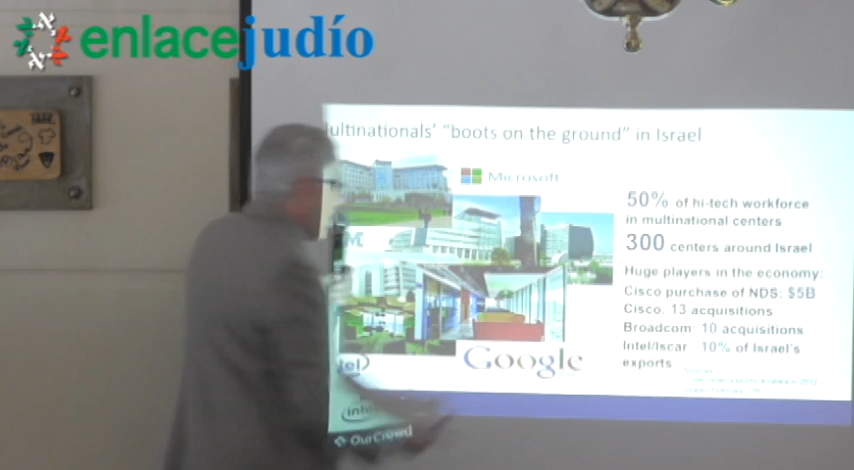 enlacejudío
ultinationals' "boots on the ground" in Israel
Microsoft
50% of hi-tech workforce
in multinational centers
300 centers around Israel
Huge players in the economy:
Cisco purchase of NDS: $5B
Cisco: 13 acquisitions
Broadcom 10 acquisitions
Intel/Iscar 10% of Israel's
exports
Google
tel
inte
OurCrowd